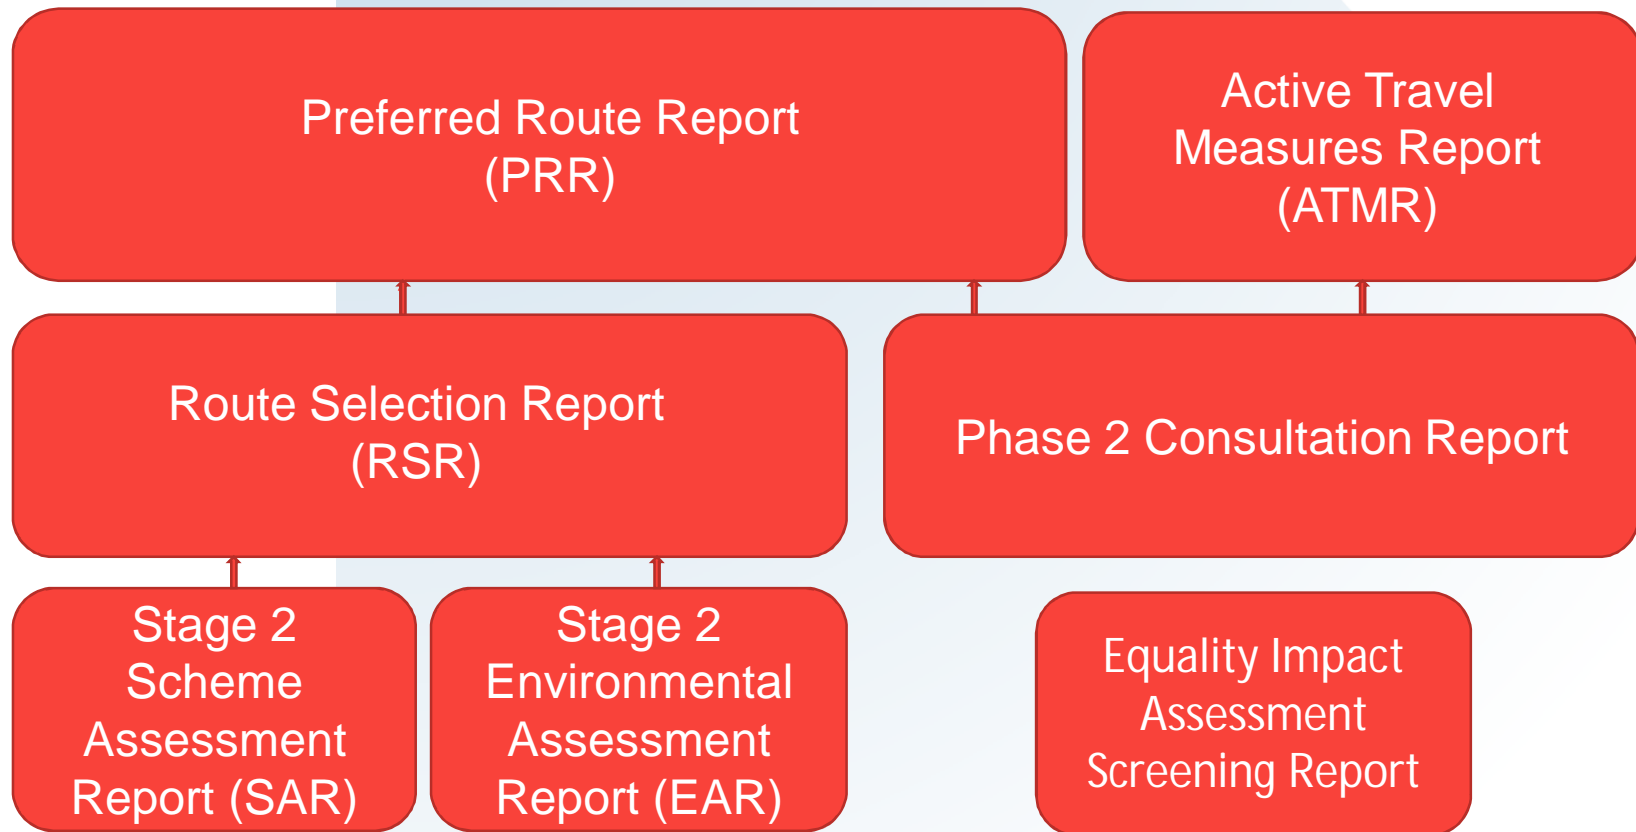 Preferred Route Report
(PRR)
Active Travel
Measures Report
(ATMR)
Route Selection Report
(RSR)
Phase 2 Consultation Report
Stage 2
Scheme
Assessment
Report (SAR)
Stage 2
Environmental
Assessment
Report (EAR)
Equality Impact
Assessment
Screening Report